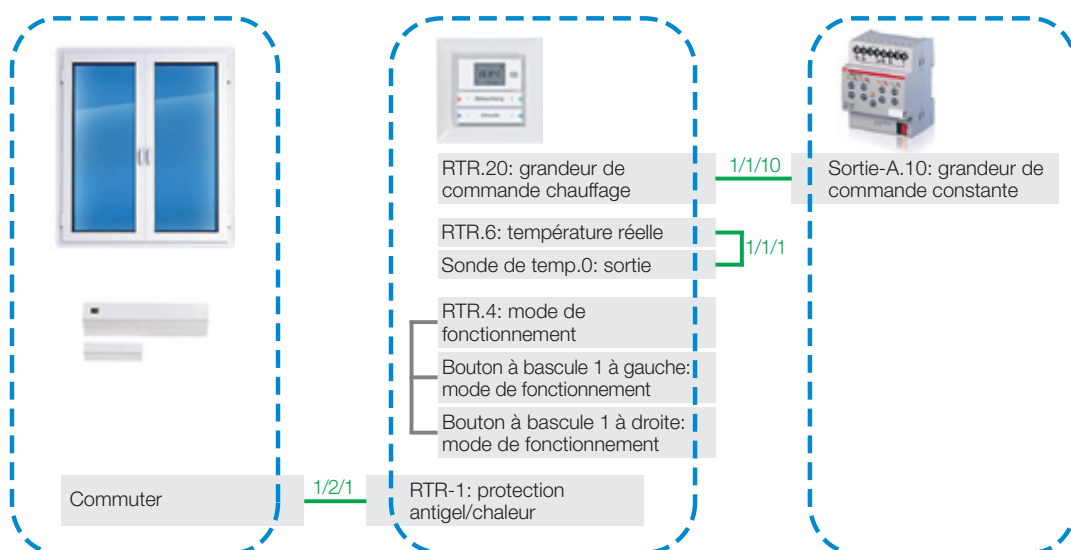 RTR.20: grandeur de
commande chauffage
1/1/10
Sortie-A.10: grandeur de
commande constante
RTR.6: température réelle
Sonde de temp.0: sortie
1/1/1
RTR.4: mode de
fonctionnement
Bouton à bascule 1 à gauche:
mode de fonctionnement
Bouton à bascule 1 à droite:
mode de fonctionnement
Commuter
1/2/1
RTR-1: protection
antigel/chaleur